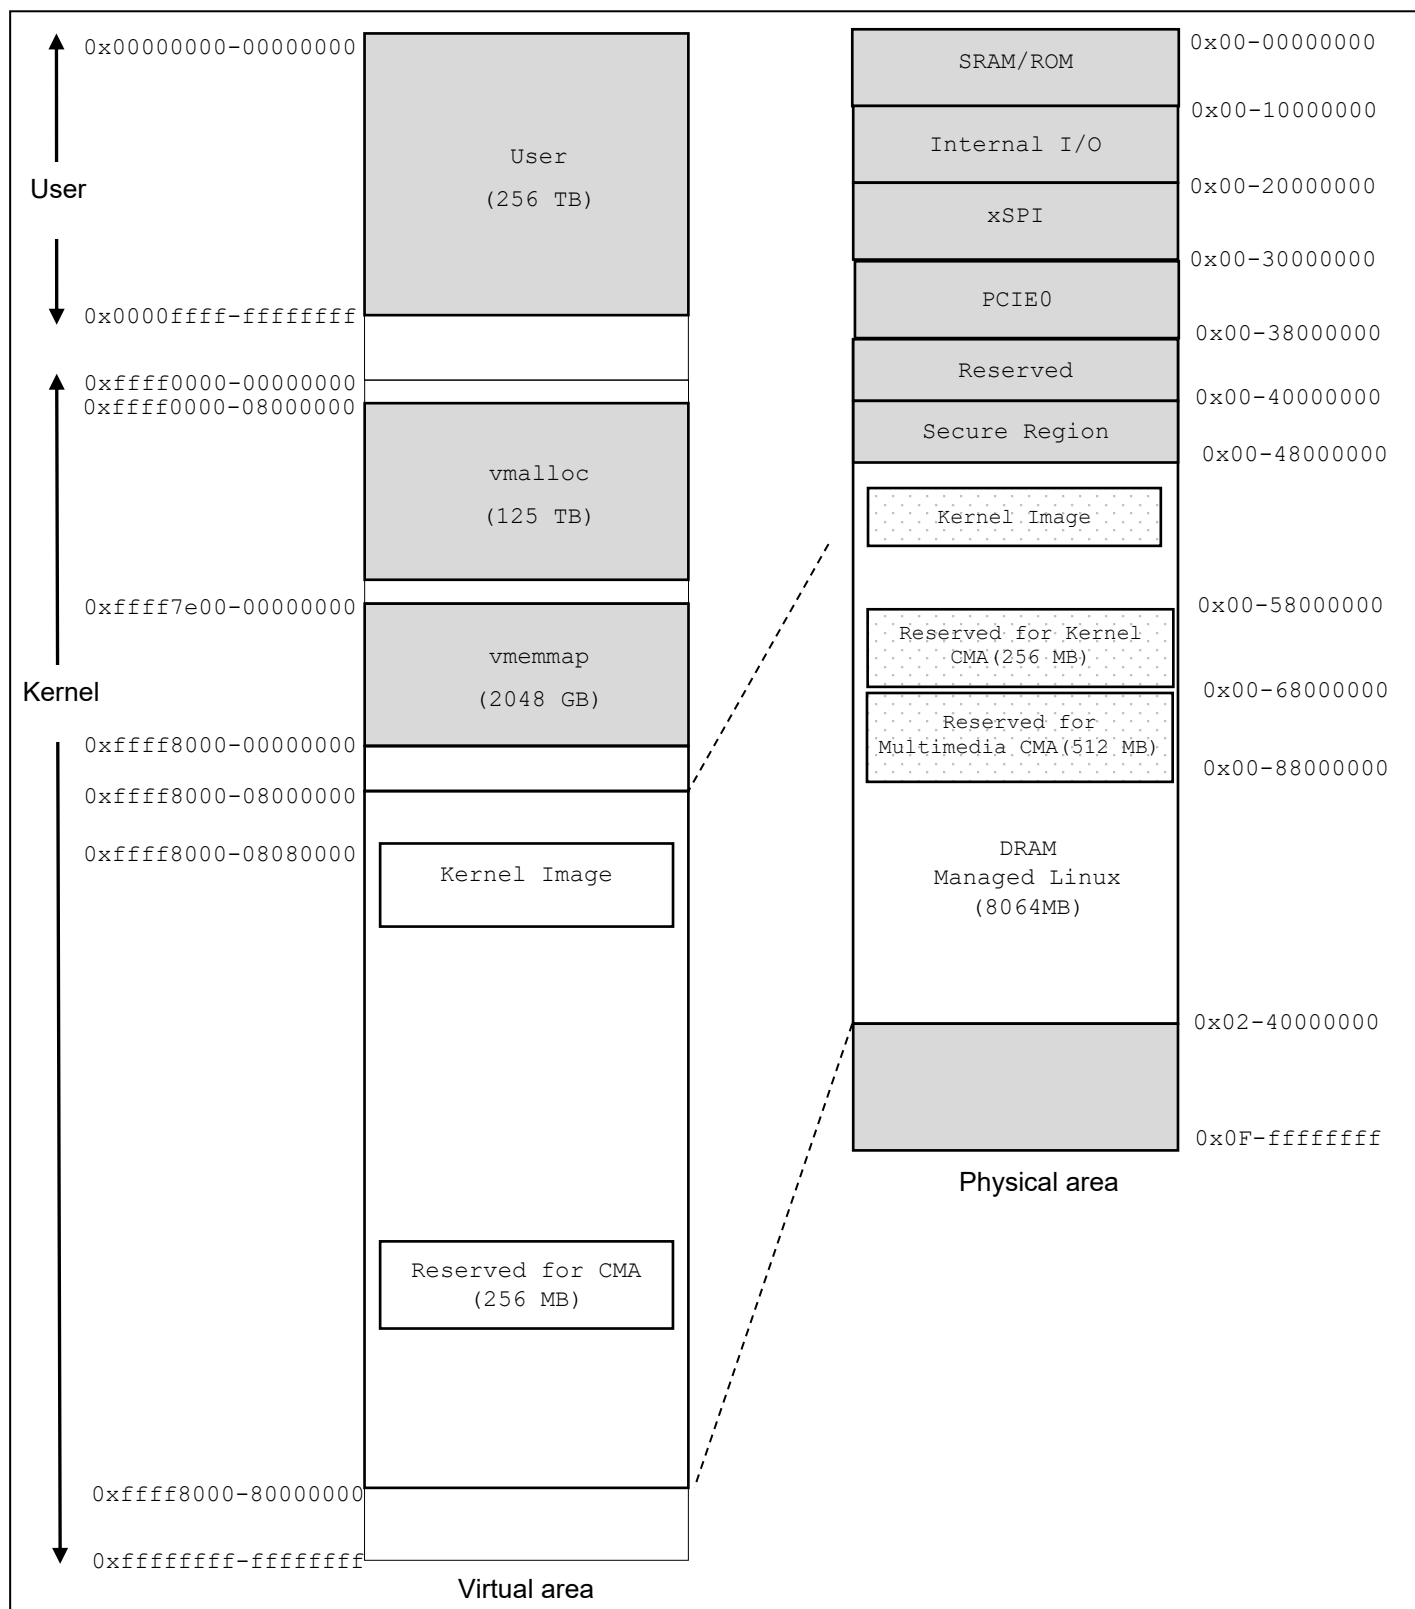 0x00000000-00000000
User
(256 TB)
User
0x0000ffff-ffffffff
0xffff0000-00000000
0xffff0000-08000000
vmalloc
(125 TB)
0xffff7e00-00000000
vmemmap
(2048 GB)
Kernel
0xffff8000-00000000
0xffff8000-08000000
0xffff8000-08080000
Kernel Image
Reserved for CMA
(256 MB)
0xffff8000-80000000
0xffffffff-ffffffff
Virtual area
0x00-00000000
SRAM/ROM
0x00-10000000
Internal I/O
0x00-20000000
xSPI
0x00-30000000
PCIE0
0x00-38000000
Reserved
0x00-40000000
Secure Region
0x00-48000000
Kernel Image
0x00-58000000
Reserved for Kernel
CMA(256 MB)
0x00-68000000
Reserved for
Multimedia CMA(512 MB)
0x00-88000000
DRAM
Managed Linux
(8064MB)
0x02-40000000
0x0F-ffffffff
Physical area